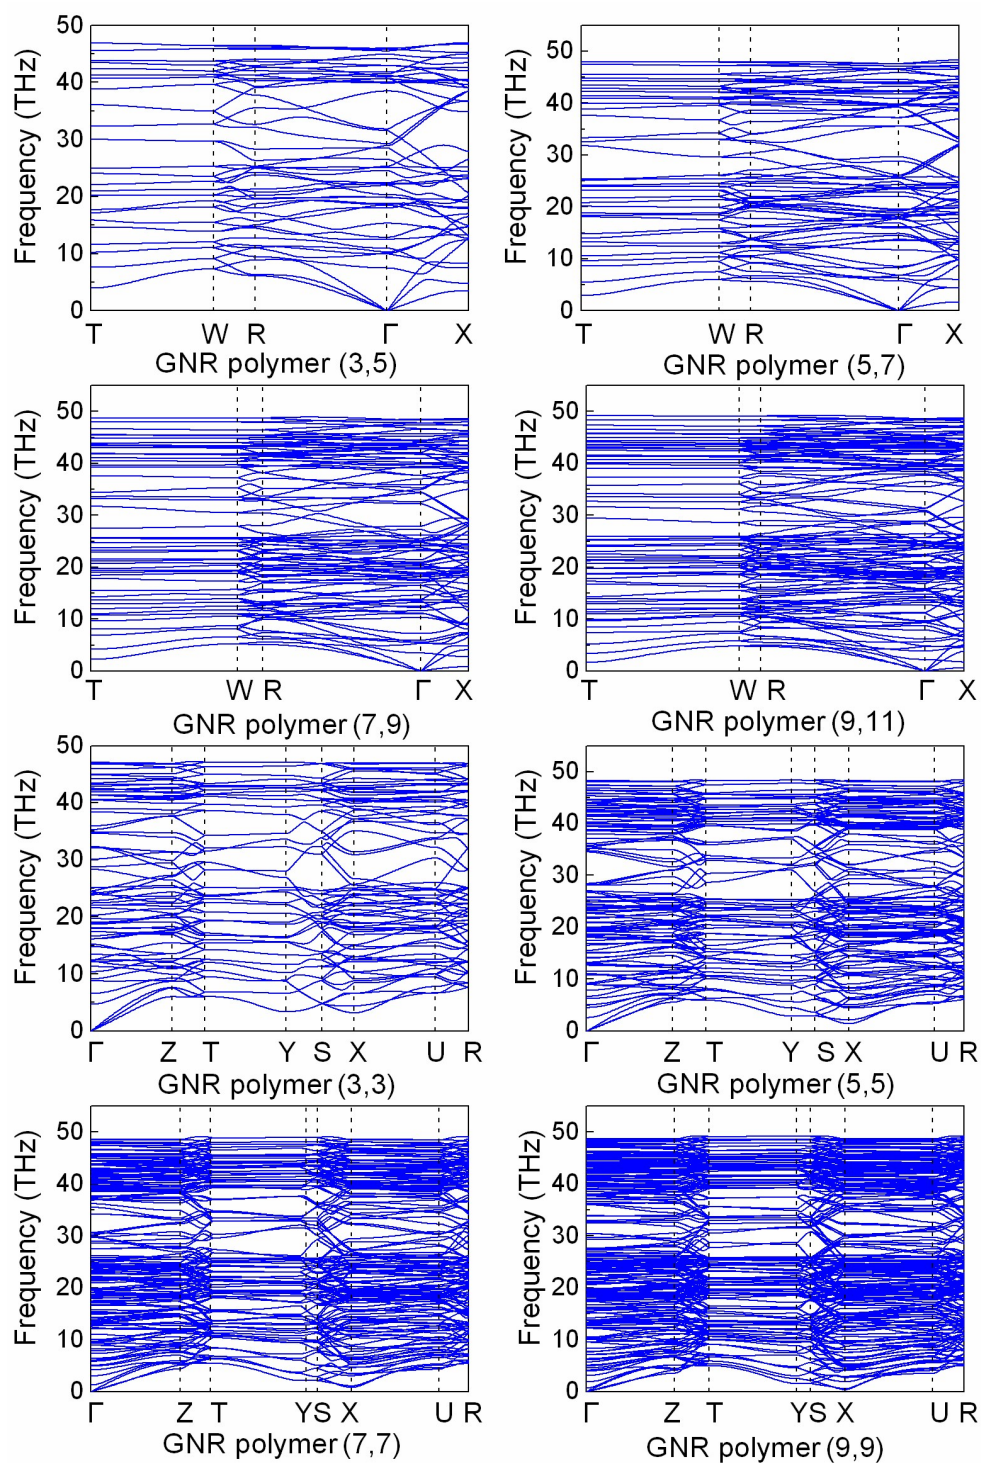 50
40
30
20
10
0
Frequency (THz)
T W R Γ X
GNR polymer (3,5)
50
40
30
20
10
0
Frequency (THz)
T W R Γ X
GNR polymer (5,7)
50
40
30
20
10
0
Frequency (THz)
T W R Γ X
GNR polymer (7,9)
50
40
30
20
10
0
Frequency (THz)
T W R Γ X
GNR polymer (9,11)
50
40
30
20
10
0
Frequency (THz)
Γ Z T Y S X U R
GNR polymer (3,3)
50
40
30
20
10
0
Frequency (THz)
Γ Z T Y S X U R
GNR polymer (5,5)
50
40
30
20
10
0
Frequency (THz)
Γ Z T Y S X U R
GNR polymer (7,7)
50
40
30
20
10
0
Frequency (THz)
Γ Z T Y S X U R
GNR polymer (9,9)